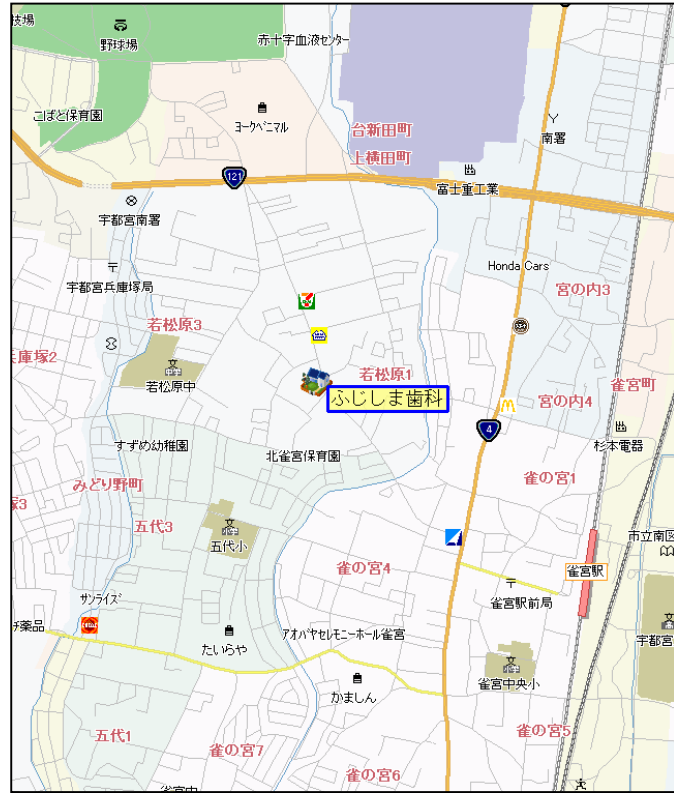 技場
野球場
赤十字血液センター
こばと保育園
ヨークベニマル
台新田町
上横田町
南署
121
富士重工業
宇都宮南署
Honda Cars
宇都宮兵庫塚局
宮の内3
若松原3
兵庫塚2
若松原1
雀宮町
若松原中
ふじしま歯科
宮の内4
4
杉本電器
すずめ幼稚園
北雀宮保育園
雀の宮1
みどり野町
塚3
五代3
五代小
市立南図
雀の宮4
雀宮駅
サンライズ
雀宮駅前局
チ薬品
たいらや
アオハヤセレモニーホール雀宮
宇都宮
かましん
雀宮中央小
五代1
雀の宮7
雀の宮5
雀の宮6
雀宮中